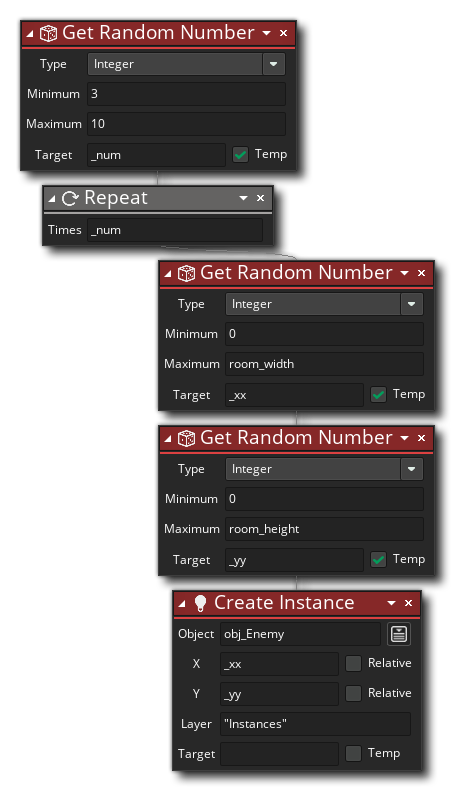 Get Random Number
Type Integer
Minimum 3
Maximum 10
Target _num Temp
Repeat
Times _num
Get Random Number
Type Integer
Minimum 0
Maximum room_width
Target _xx Temp
Get Random Number
Type Integer
Minimum 0
Maximum room_height
Target _yy Temp
Create Instance
Object obj_Enemy
X _xx Relative
Y _yy Relative
Layer "Instances"
Target Temp